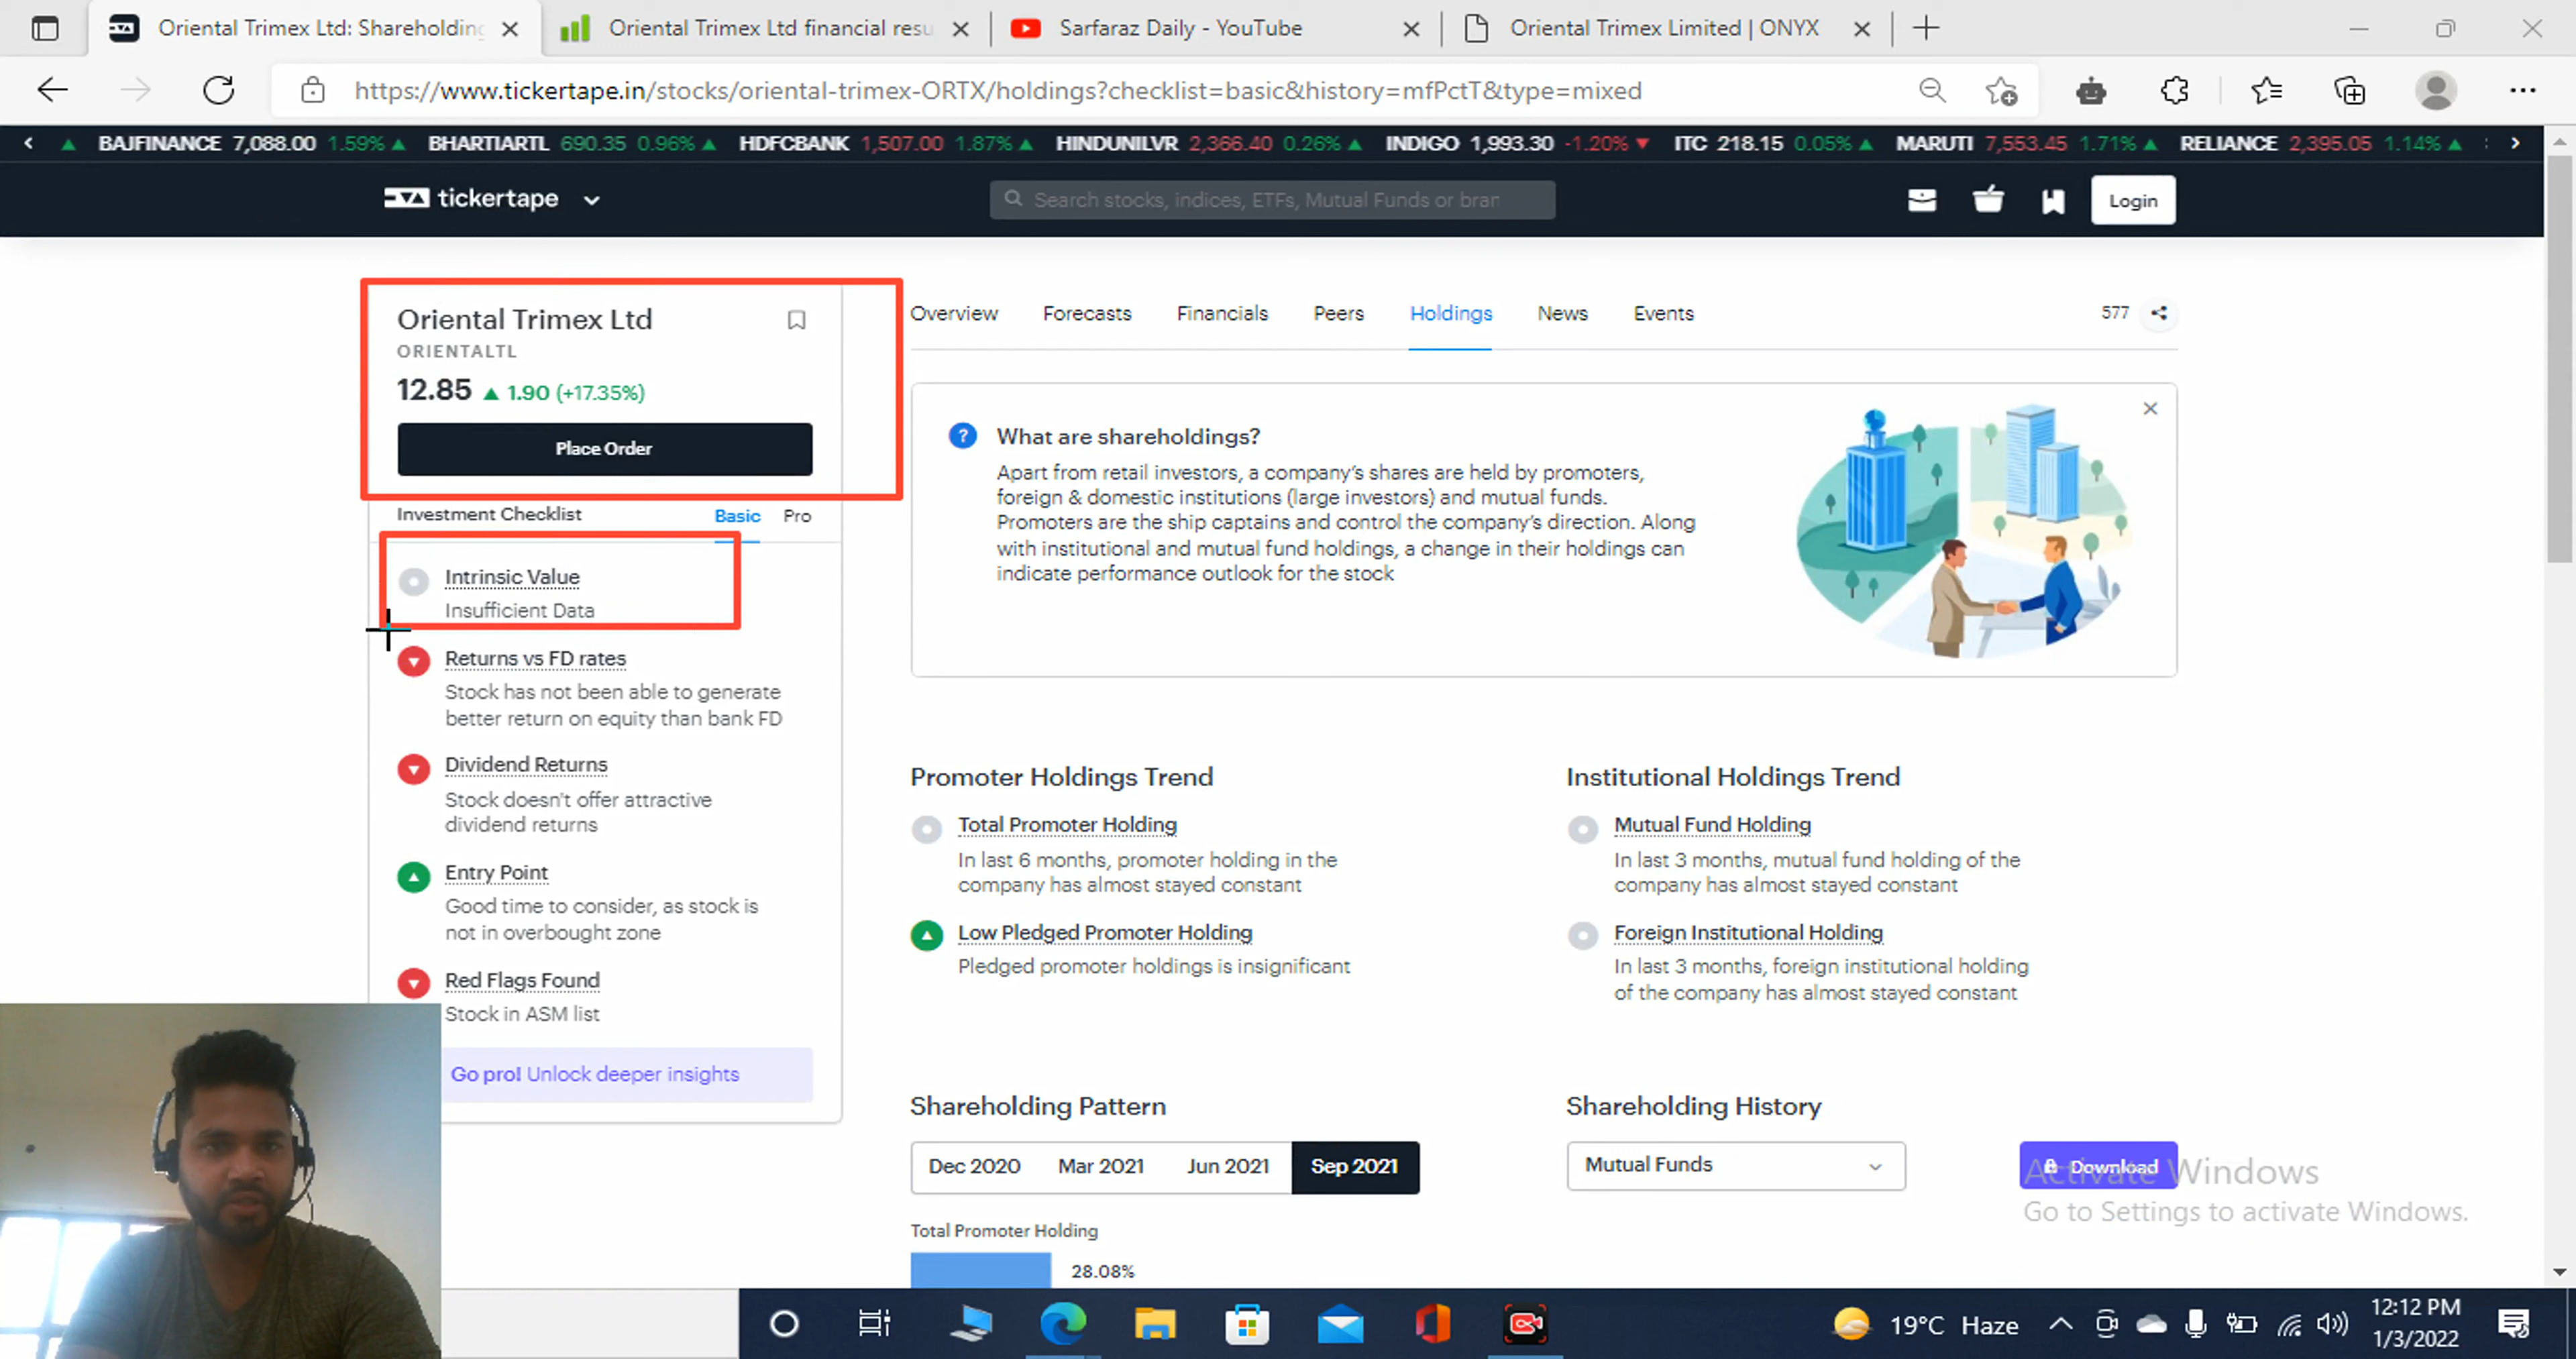 Oriental Trimex Ltd: Shareholding
Oriental Trimex Ltd financial resu
Sarfaraz Daily - YouTube
Oriental Trimex Limited | ONYX
https://www.tickertape.in/stocks/oriental-trimex-ORTX/holdings?checklist=basic&history=mfPctT&type=mixed
BAJFINANCE 7,088.00 1.59% BHARTIARTL 690.35 0.96% HDFCBANK 1,507.00 1.87% HINDUNILVR 2,366.40 0.26% INDIGO 1,993.30 -1.20% ITC 218.15 0.05% MARUTI 7,553.45 1.71% RELIANCE 2,395.05 1.14%
tickertape
Search stocks, indices, ETFs, Mutual Funds or bran
Login
Oriental Trimex Ltd
ORIENTALTL
12.85 1.90 (+17.35%)
Place Order
Investment Checklist Basic Pro
Intrinsic Value
Insufficient Data
Returns vs FD rates
Stock has not been able to generate
better return on equity than bank FD
Dividend Returns
Stock doesn't offer attractive
dividend returns
Entry Point
Good time to consider, as stock is
not in overbought zone
Red Flags Found
Stock in ASM list
Go pro! Unlock deeper insights
Overview Forecasts Financials Peers Holdings News Events 577
What are shareholdings?
Apart from retail investors, a company's shares are held by promoters,
foreign & domestic institutions (large investors) and mutual funds.
Promoters are the ship captains and control the company's direction. Along
with institutional and mutual fund holdings, a change in their holdings can
indicate performance outlook for the stock
Promoter Holdings Trend
Total Promoter Holding
In last 6 months, promoter holding in the
company has almost stayed constant
Low Pledged Promoter Holding
Pledged promoter holdings is insignificant
Institutional Holdings Trend
Mutual Fund Holding
In last 3 months, mutual fund holding of the
company has almost stayed constant
Foreign Institutional Holding
In last 3 months, foreign institutional holding
of the company has almost stayed constant
Shareholding Pattern
Dec 2020 Mar 2021 Jun 2021 Sep 2021
Total Promoter Holding
28.08%
Shareholding History
Mutual Funds
Download
Activate Windows
Go to Settings to activate Windows.
19°C Haze
12:12 PM
1/3/2022